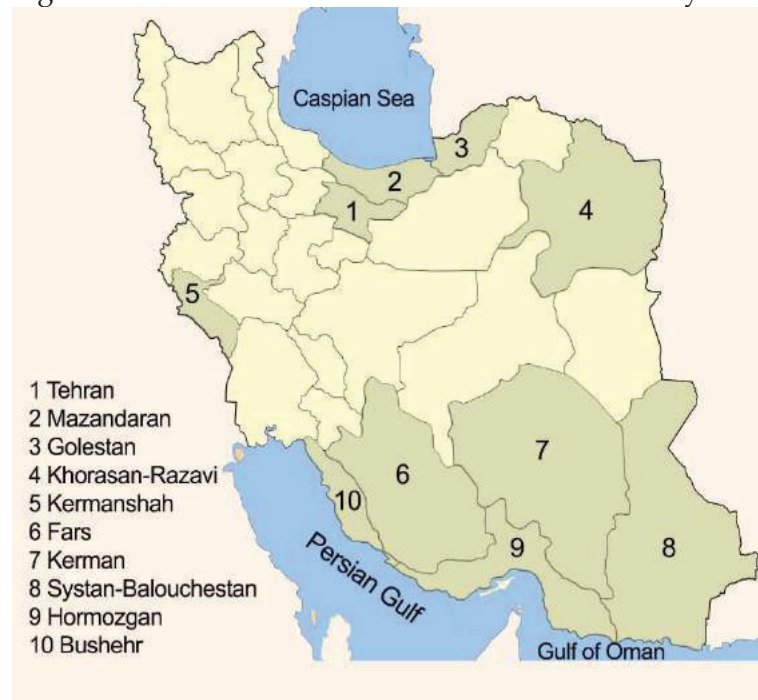 Caspian Sea
3
2
1
4
5
1 Tehran
2 Mazandaran
3 Golestan
4 Khorasan-Razavi
5 Kermanshah
6 Fars
7 Kerman
8 Systan-Balouchestan
9 Hormozgan
10 Bushehr
6
7
10
9
8
Persian Gulf
Gulf of Oman